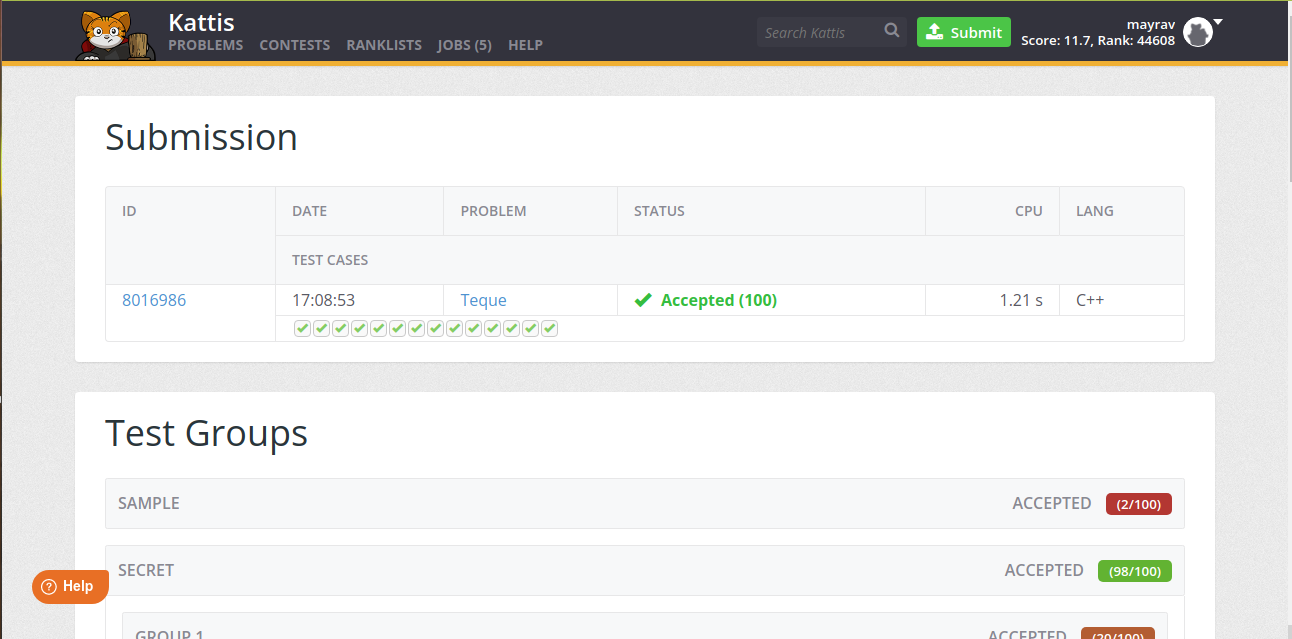 Kattis
PROBLEMS CONTESTS RANKLISTS JOBS (5) HELP
Search Kattis
Submit
mayrav
Score: 11.7, Rank: 44608
Submission
ID DATE PROBLEM STATUS CPU LANG
TEST CASES
8016986 17:08:53 Teque Accepted (100) 1.21 s C++
Test Groups
SAMPLE ACCEPTED (2/100)
SECRET ACCEPTED (98/100)
Help
GROUP 1 ACCEPTED (20/100)